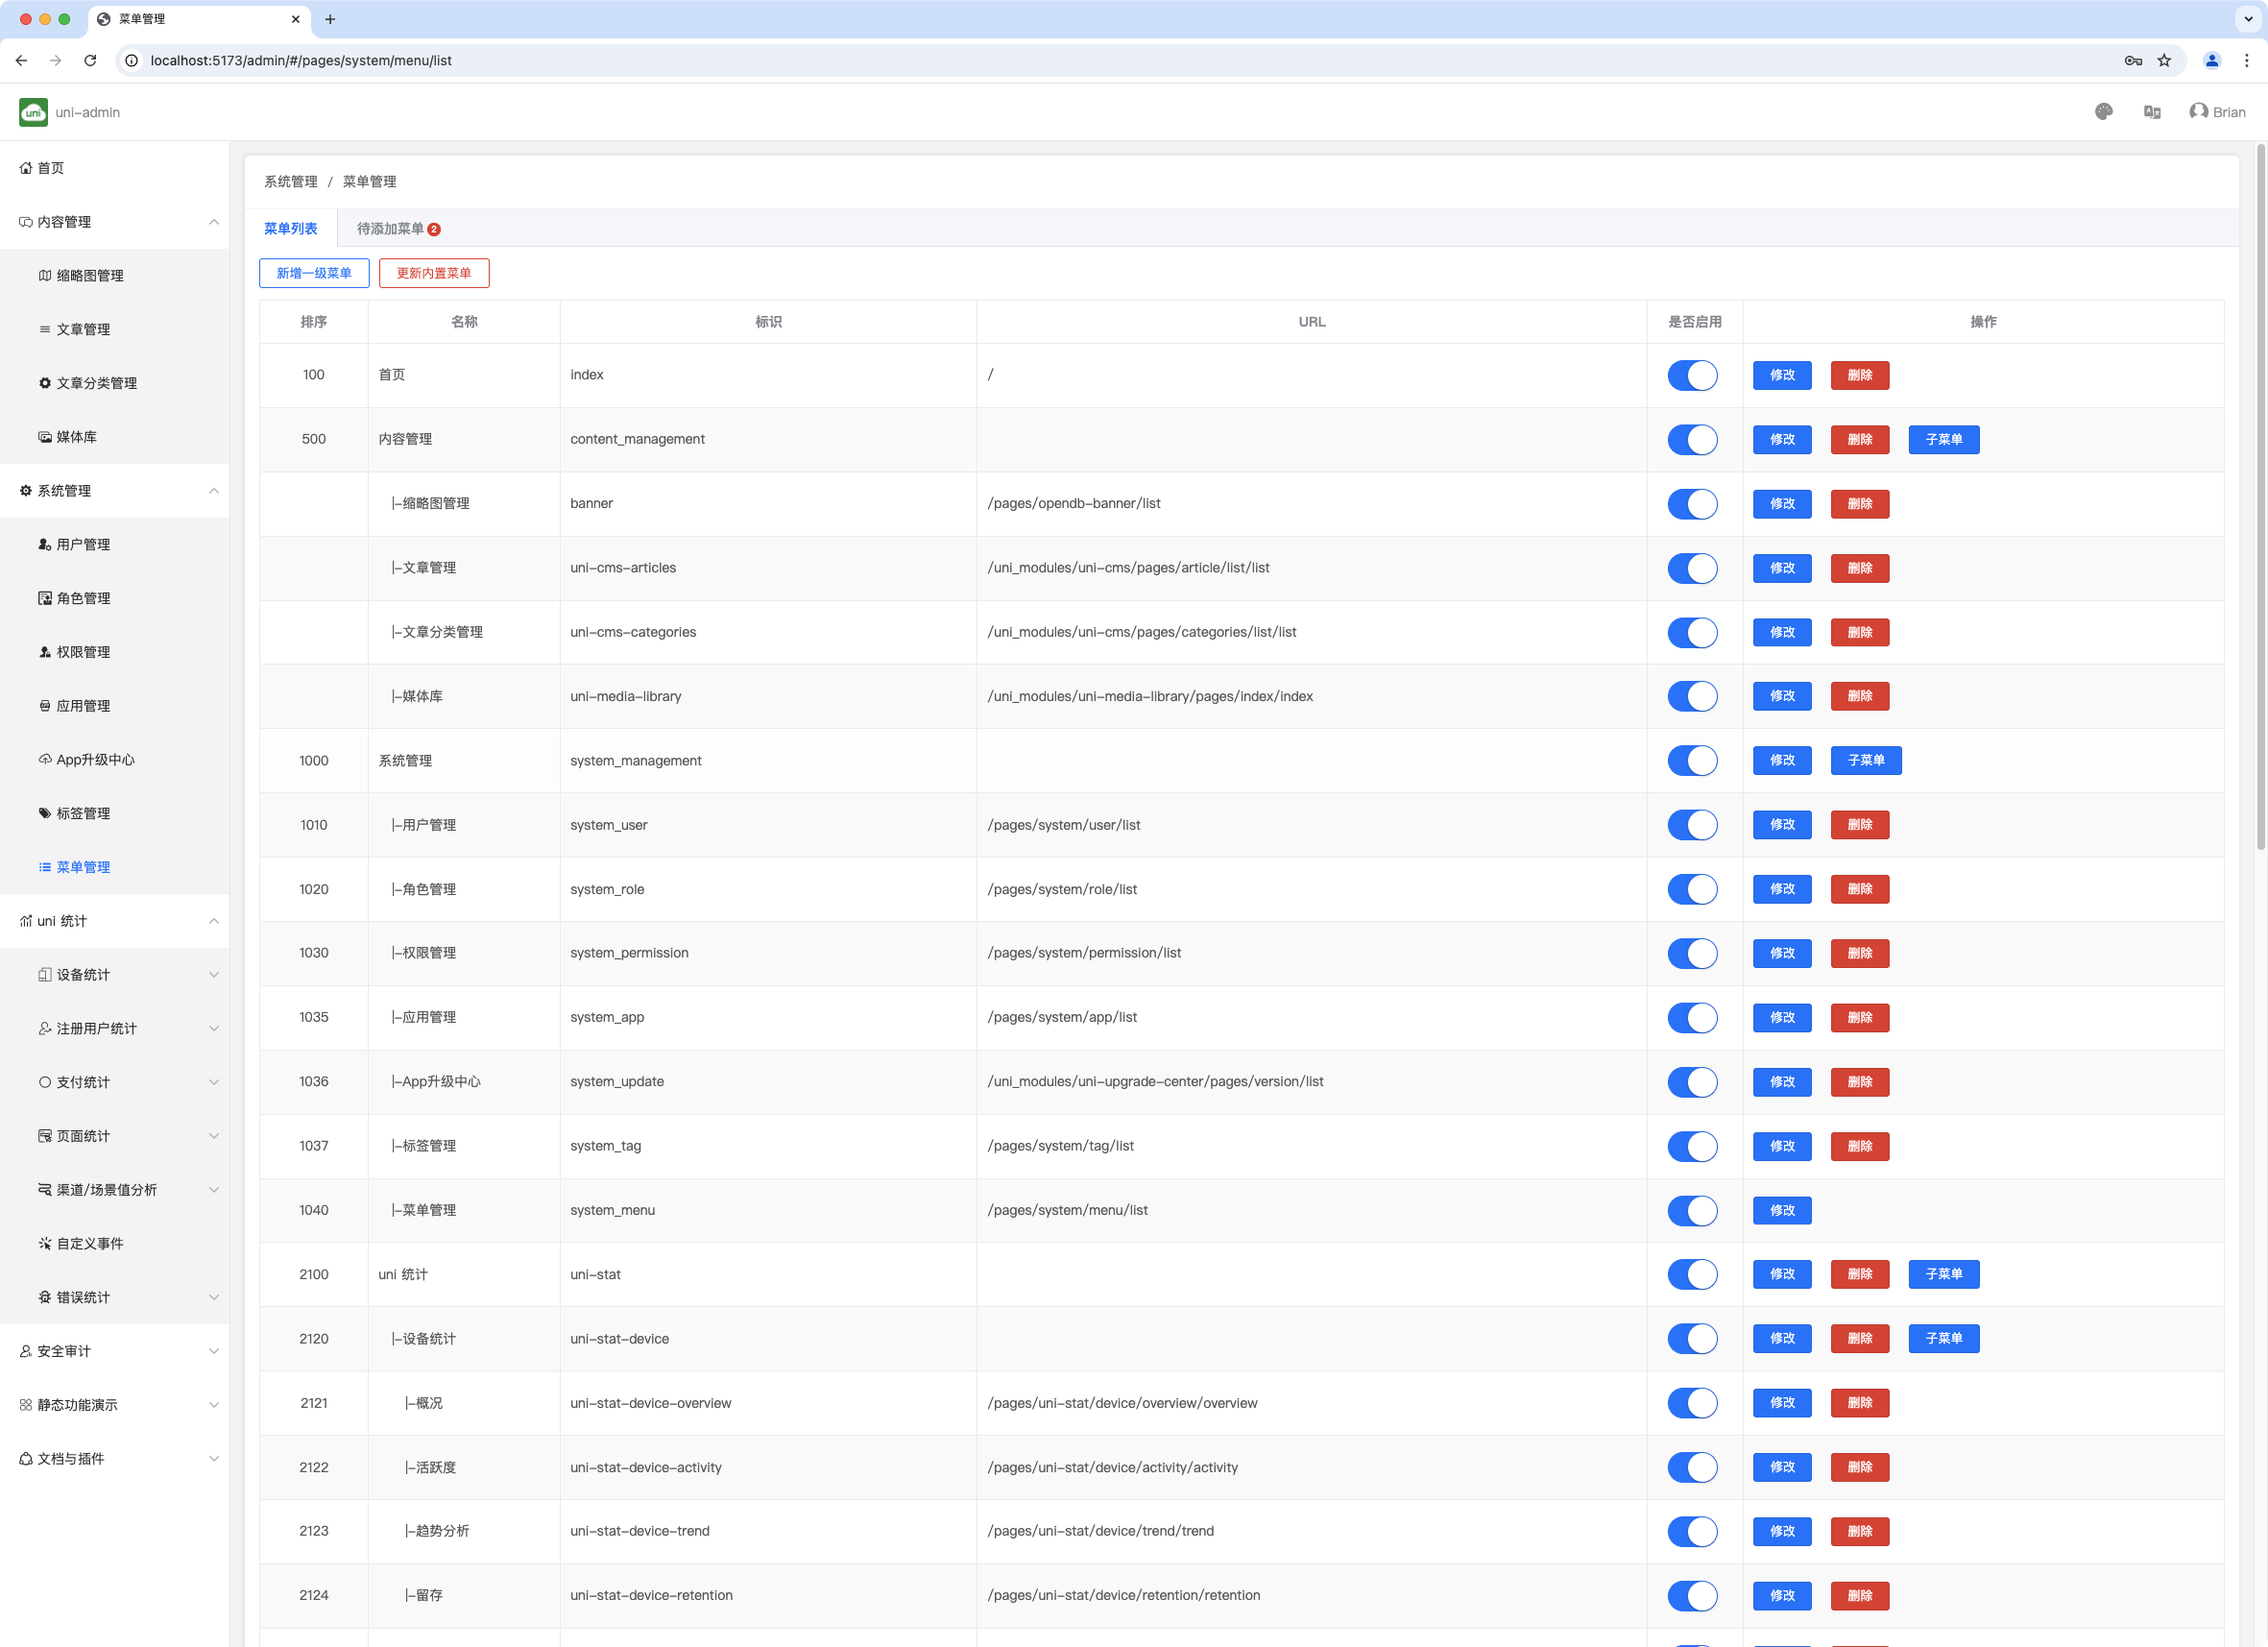 菜单管理
localhost:5173/admin/#/pages/system/menu/list
uni
uni-admin
Brian
首页
内容管理
缩略图管理
文章管理
文章分类管理
媒体库
系统管理
用户管理
角色管理
权限管理
应用管理
App升级中心
标签管理
菜单管理
uni 统计
设备统计
注册用户统计
支付统计
页面统计
渠道/场景值分析
自定义事件
错误统计
安全审计
静态功能演示
文档与插件
系统管理 / 菜单管理
菜单列表 待添加菜单 2
新增一级菜单 更新内置菜单
排序 名称 标识 URL 是否启用 操作
100 首页 index / 修改 删除
500 内容管理 content_management 修改 删除 子菜单
|-缩略图管理 banner /pages/opendb-banner/list 修改 删除
|-文章管理 uni-cms-articles /uni_modules/uni-cms/pages/article/list/list 修改 删除
|-文章分类管理 uni-cms-categories /uni_modules/uni-cms/pages/categories/list/list 修改 删除
|-媒体库 uni-media-library /uni_modules/uni-media-library/pages/index/index 修改 删除
1000 系统管理 system_management 修改 子菜单
1010 |-用户管理 system_user /pages/system/user/list 修改 删除
1020 |-角色管理 system_role /pages/system/role/list 修改 删除
1030 |-权限管理 system_permission /pages/system/permission/list 修改 删除
1035 |-应用管理 system_app /pages/system/app/list 修改 删除
1036 |-App升级中心 system_update /uni_modules/uni-upgrade-center/pages/version/list 修改 删除
1037 |-标签管理 system_tag /pages/system/tag/list 修改 删除
1040 |-菜单管理 system_menu /pages/system/menu/list 修改
2100 uni 统计 uni-stat 修改 删除 子菜单
2120 |-设备统计 uni-stat-device 修改 删除 子菜单
2121 |-概况 uni-stat-device-overview /pages/uni-stat/device/overview/overview 修改 删除
2122 |-活跃度 uni-stat-device-activity /pages/uni-stat/device/activity/activity 修改 删除
2123 |-趋势分析 uni-stat-device-trend /pages/uni-stat/device/trend/trend 修改 删除
2124 |-留存 uni-stat-device-retention /pages/uni-stat/device/retention/retention 修改 删除